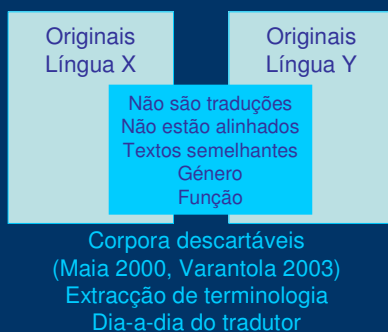 Originais
Língua X
Originais
Língua Y
Não são traduções
Não estão alinhados
Textos semelhantes
Género
Função
Corpora descartáveis
(Maia 2000, Varantola 2003)
Extracção de terminologia
Dia-a-dia do tradutor